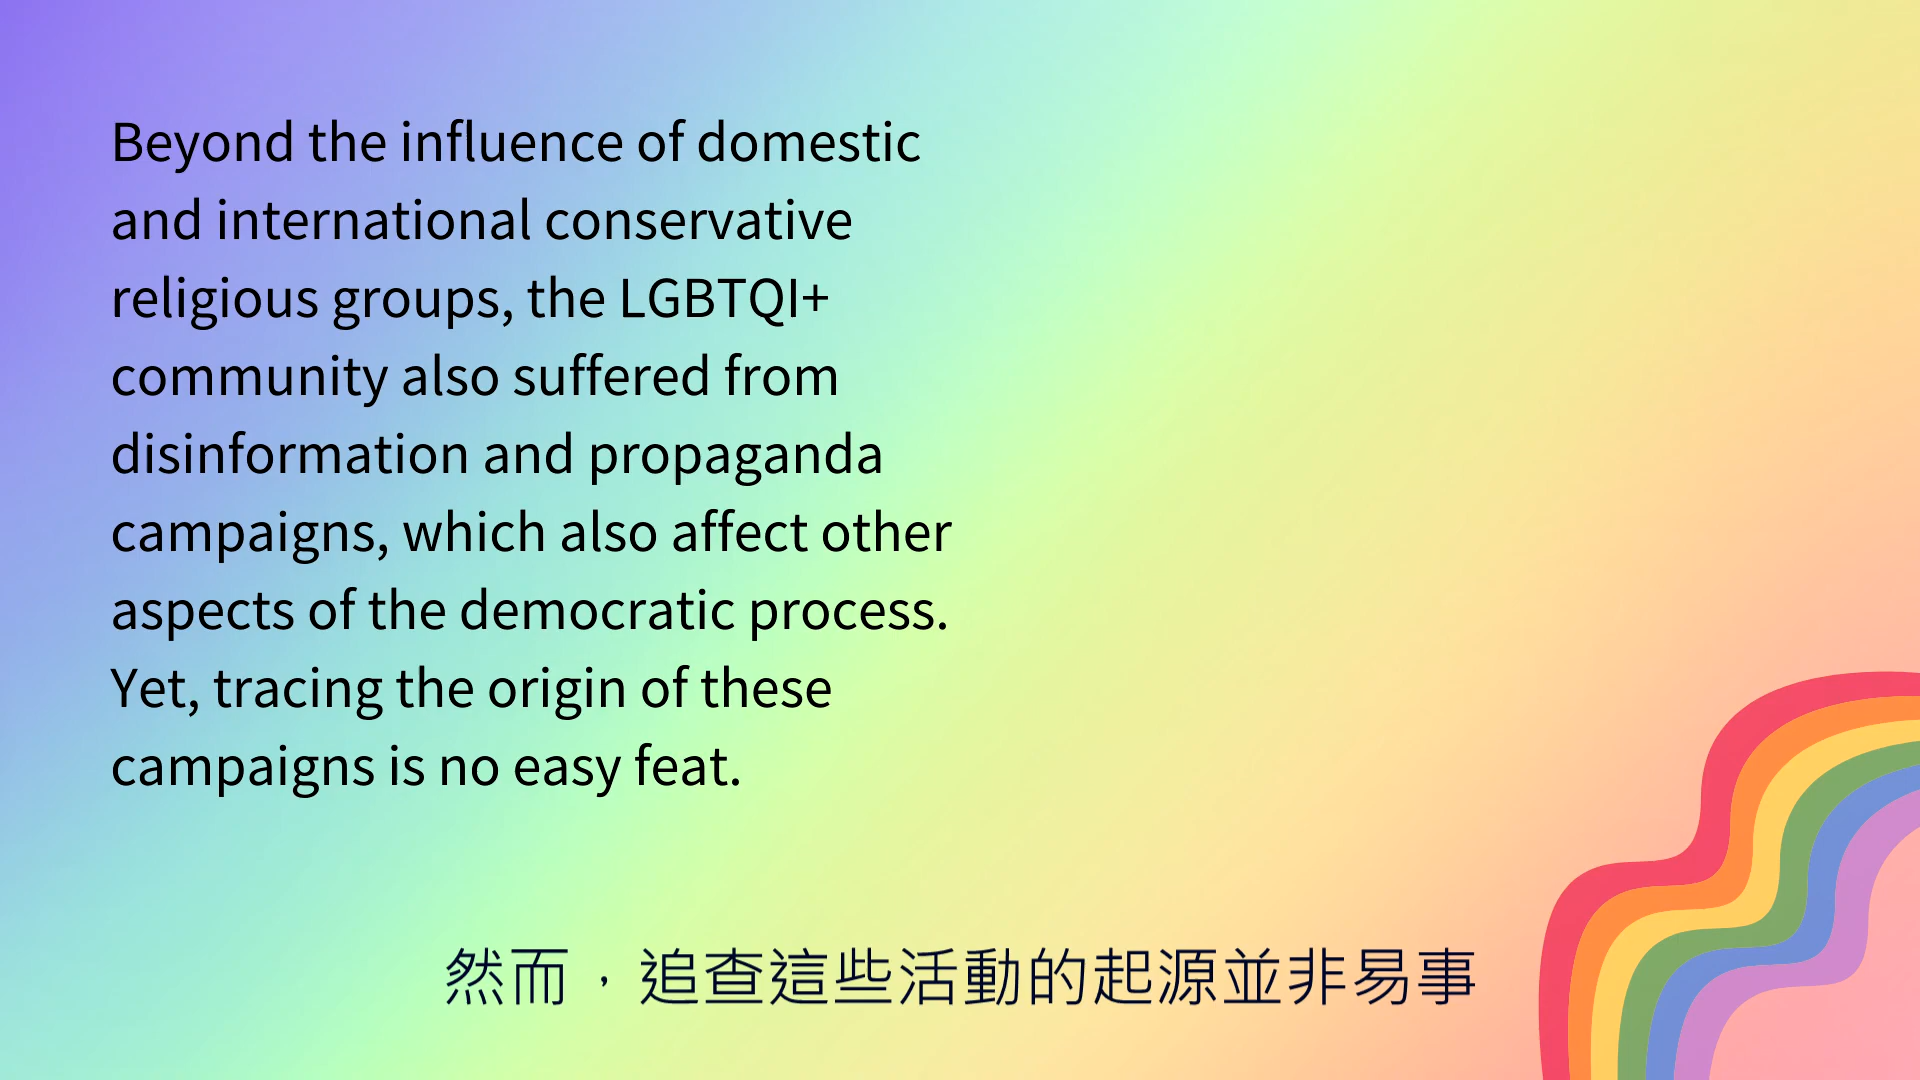 Beyond the influence of domestic
and international conservative
religious groups, the LGBTQI+
community also suffered from
disinformation and propaganda
campaigns, which also affect other
aspects of the democratic process.
Yet, tracing the origin of these
campaigns is no easy feat.
然而，追查這些活動的起源並非易事